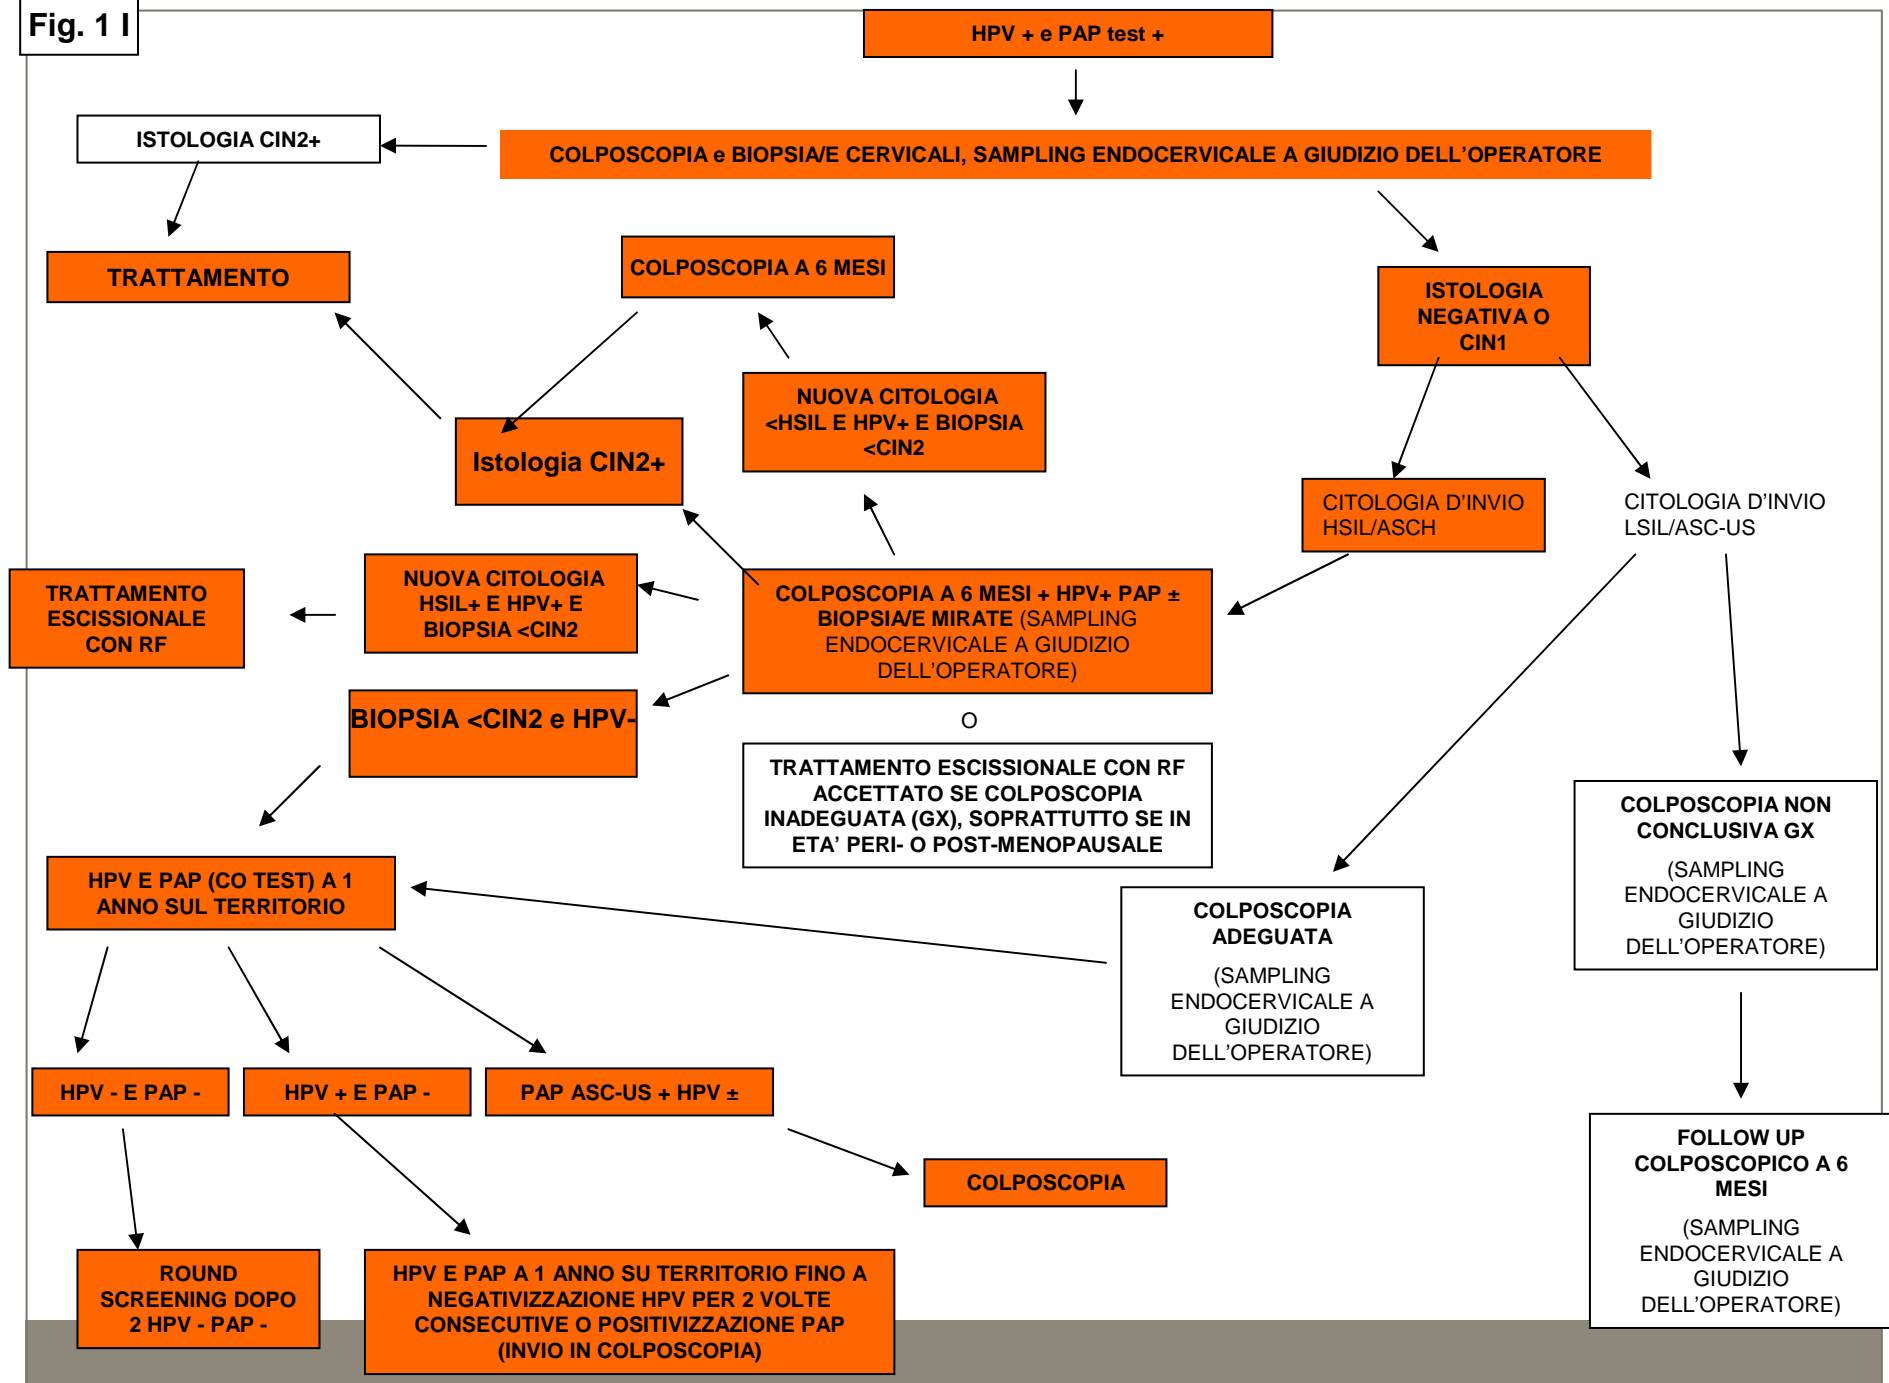 Fig. 1 I
HPV + e PAP test +
ISTOLOGIA CIN2+
COLPOSCOPIA e BIOPSIA/E CERVICALI, SAMPLING ENDOCERVICALE A GIUDIZIO DELL'OPERATORE
TRATTAMENTO
COLPOSCOPIA A 6 MESI
ISTOLOGIA
NEGATIVA O
CIN1
NUOVA CITOLOGIA
<HSIL E HPV+ E BIOPSIA
<CIN2
Istologia CIN2+
CITOLOGIA D'INVIO
HSIL/ASCH
CITOLOGIA D'INVIO
LSIL/ASC-US
TRATTAMENTO
ESCISSIONALE
CON RF
NUOVA CITOLOGIA
HSIL+ E HPV+ E
BIOPSIA <CIN2
COLPOSCOPIA A 6 MESI + HPV+ PAP ±
BIOPSIA/E MIRATE (SAMPLING
ENDOCERVICALE A GIUDIZIO
DELL'OPERATORE)
BIOPSIA <CIN2 e HPV-
O
TRATTAMENTO ESCISSIONALE CON RF
ACCETTATO SE COLPOSCOPIA
INADEGUATA (GX), SOPRATTUTTO SE IN
ETA' PERI- O POST-MENOPAUSALE
COLPOSCOPIA NON
CONCLUSIVA GX
(SAMPLING
ENDOCERVICALE A
GIUDIZIO
DELL'OPERATORE)
HPV E PAP (CO TEST) A 1
ANNO SUL TERRITORIO
COLPOSCOPIA
ADEGUATA
(SAMPLING
ENDOCERVICALE A
GIUDIZIO
DELL'OPERATORE)
HPV - E PAP -
HPV + E PAP -
PAP ASC-US + HPV ±
COLPOSCOPIA
FOLLOW UP
COLPOSCOPICO A 6
MESI
(SAMPLING
ENDOCERVICALE A
GIUDIZIO
DELL'OPERATORE)
ROUND
SCREENING DOPO
2 HPV - PAP -
HPV E PAP A 1 ANNO SU TERRITORIO FINO A
NEGATIVIZZAZIONE HPV PER 2 VOLTE
CONSECUTIVE O POSITIVIZZAZIONE PAP
(INVIO IN COLPOSCOPIA)